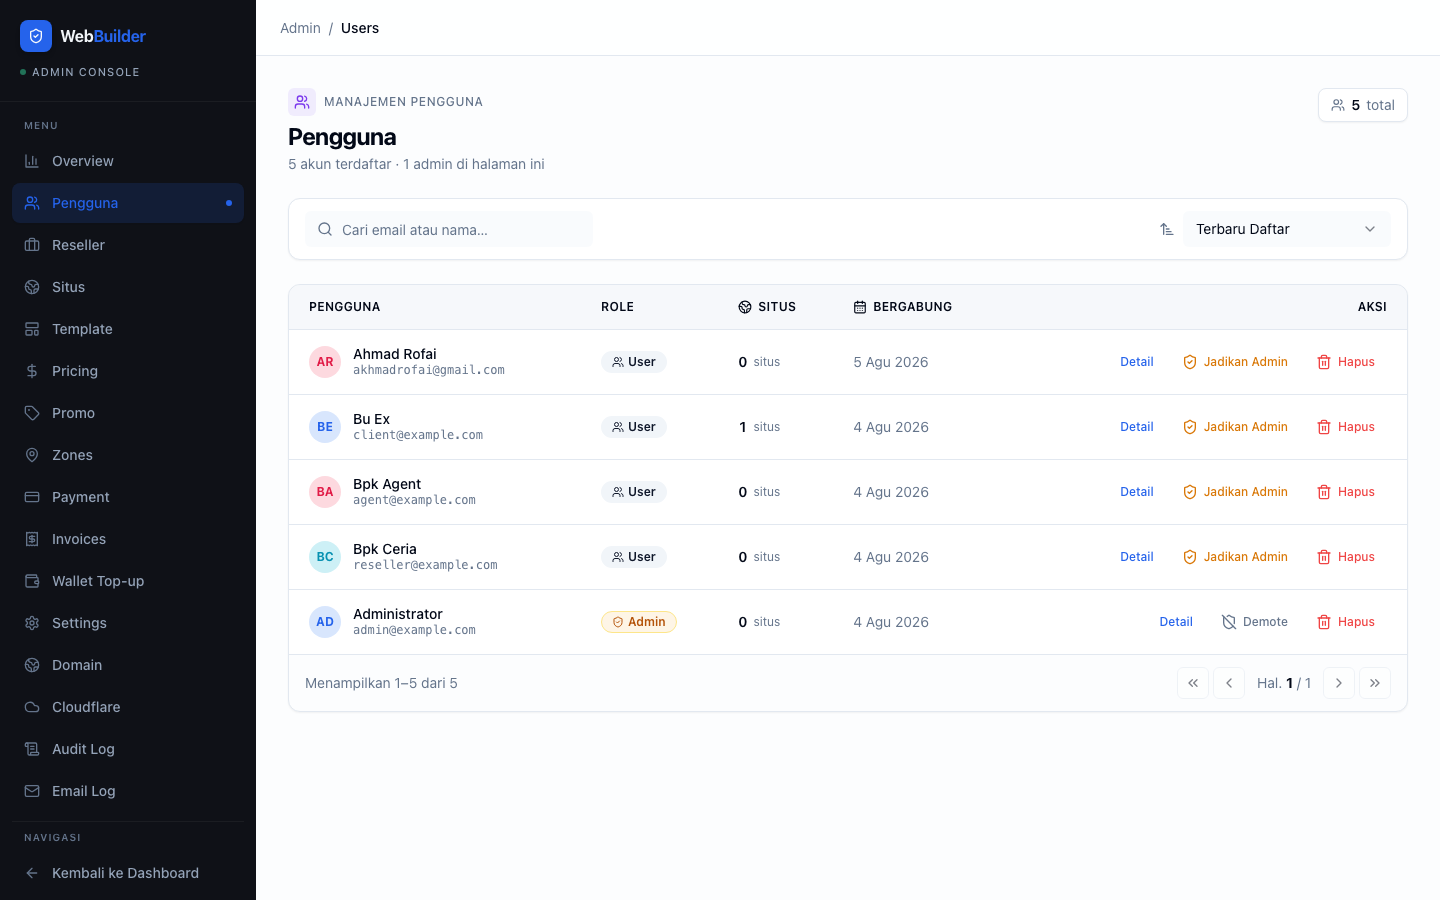 WebBuilder
ADMIN CONSOLE
MENU
Overview
Pengguna
Reseller
Situs
Template
Pricing
Promo
Zones
Payment
Invoices
Wallet Top-up
Settings
Domain
Cloudflare
Audit Log
Email Log
NAVIGASI
Kembali ke Dashboard
Admin / Users
MANAJEMEN PENGGUNA
Pengguna
5 akun terdaftar · 1 admin di halaman ini
5 total
Cari email atau nama...
Terbaru Daftar
PENGGUNA ROLE SITUS BERGABUNG AKSI
AR Ahmad Rofai User 0 situs 5 Agu 2026 Detail Jadikan Admin Hapus
akhmadrofai@gmail.com
BE Bu Ex User 1 situs 4 Agu 2026 Detail Jadikan Admin Hapus
client@example.com
BA Bpk Agent User 0 situs 4 Agu 2026 Detail Jadikan Admin Hapus
agent@example.com
BC Bpk Ceria User 0 situs 4 Agu 2026 Detail Jadikan Admin Hapus
reseller@example.com
AD Administrator Admin 0 situs 4 Agu 2026 Detail Demote Hapus
admin@example.com
Menampilkan 1–5 dari 5
Hal. 1 / 1